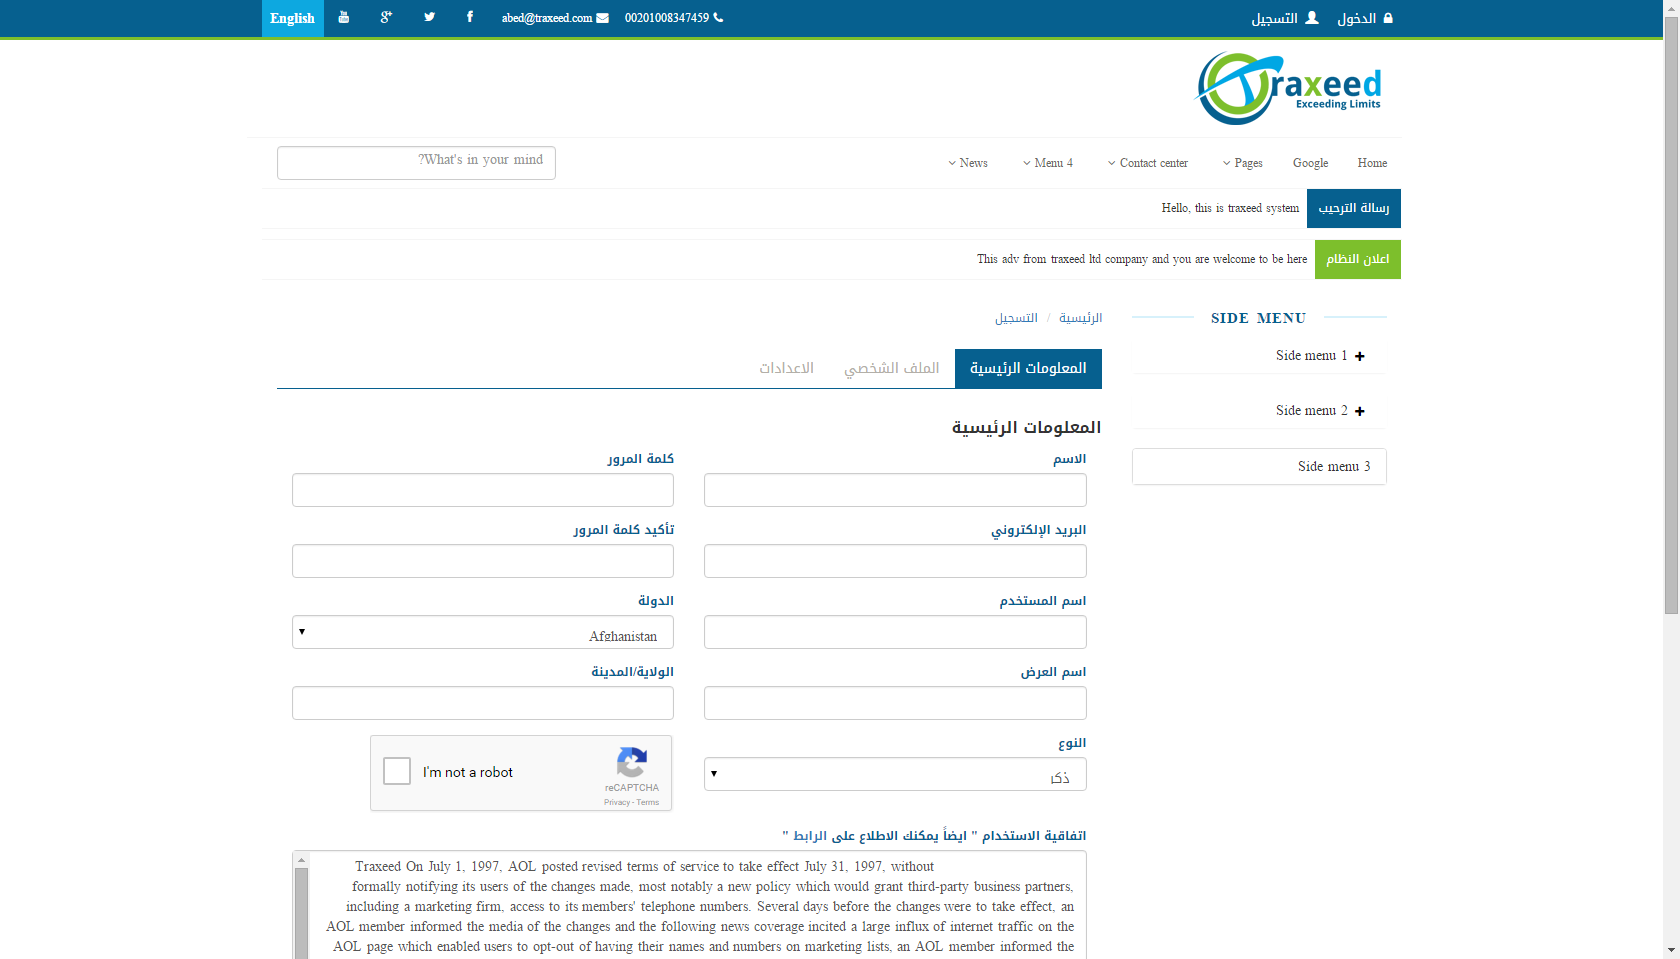 الدخول
التسجيل
00201008347459
abed@traxeed.com
English
Traxeed
Exceeding Limits
Home
Google
Pages
Contact center
Menu 4
News
?What's in your mind
رسالة الترحيب
Hello, this is traxeed system
اعلان النظام
This adv from traxeed ltd company and you are welcome to be here
SIDE MENU
Side menu 1
Side menu 2
Side menu 3
الرئيسية / التسجيل
المعلومات الرئيسية
الملف الشخصي
الاعدادات
المعلومات الرئيسية
الاسم
كلمة المرور
البريد الإلكتروني
تأكيد كلمة المرور
اسم المستخدم
الدولة
Afghanistan
اسم العرض
الولاية/المدينة
النوع
ذكر
I'm not a robot
reCAPTCHA
Privacy - Terms
اتفاقية الاستخدام " ايضاً يمكنك الاطلاع على الرابط "
Traxeed On July 1, 1997, AOL posted revised terms of service to take effect July 31, 1997, without
formally notifying its users of the changes made, most notably a new policy which would grant third-party business partners,
including a marketing firm, access to its members' telephone numbers. Several days before the changes were to take effect, an
AOL member informed the media of the changes and the following news coverage incited a large influx of internet traffic on the
AOL page which enabled users to opt-out of having their names and numbers on marketing lists, an AOL member informed the